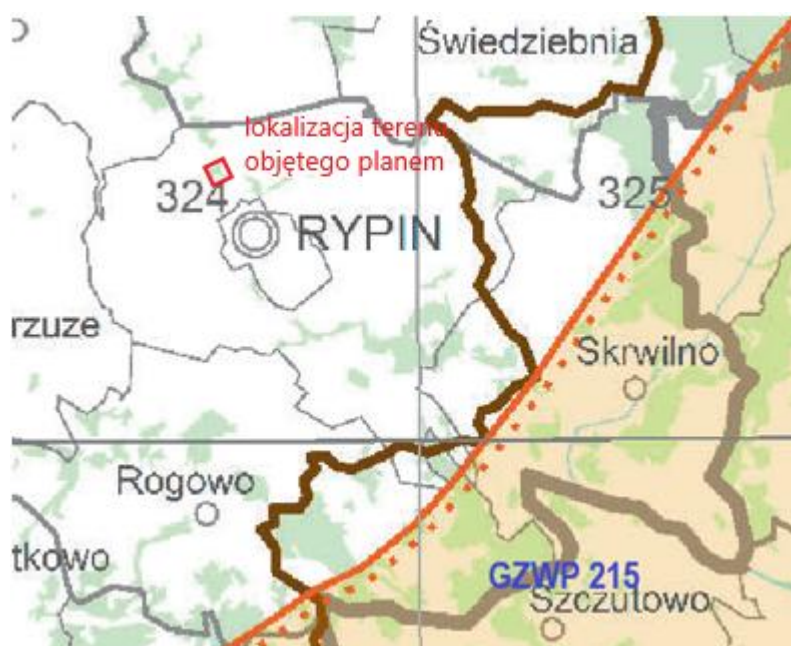 Świedziebnia
lokalizacja terenu
objętego planem
324
325
RYPIN
rzuze
Skrwilno
Rogowo
tkowo
GZWP 215
Szczutowo